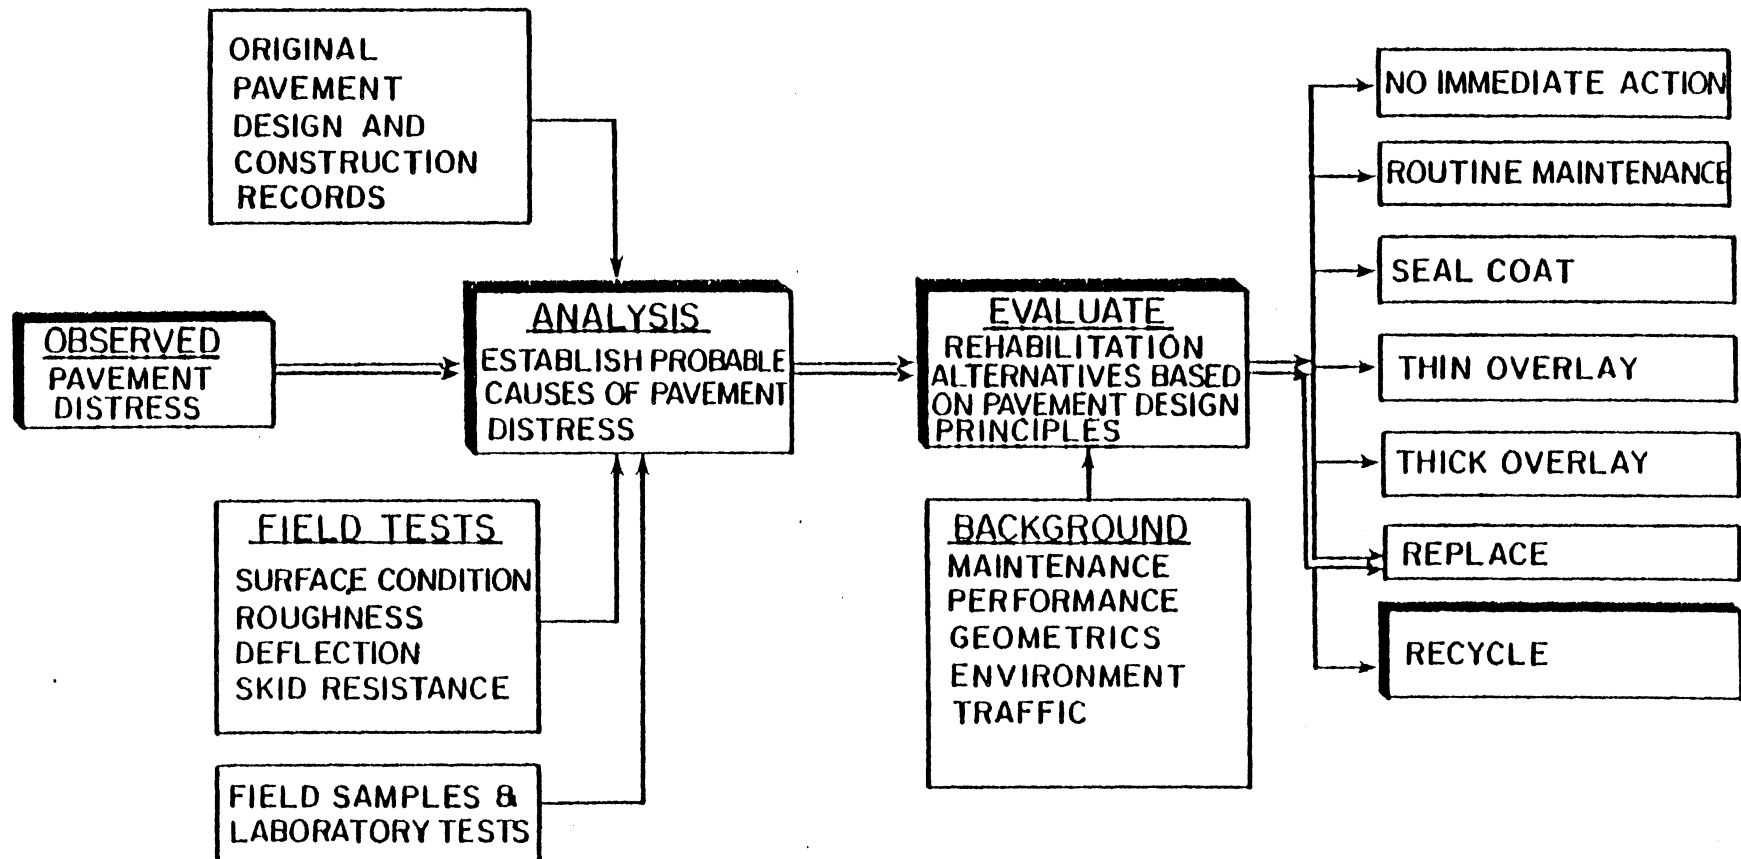 ORIGINAL
PAVEMENT
DESIGN AND
CONSTRUCTION
RECORDS
OBSERVED
PAVEMENT
DISTRESS
ANALYSIS
ESTABLISH PROBABLE
CAUSES OF PAVEMENT
DISTRESS
FIELD TESTS
SURFACE CONDITION
ROUGHNESS
DEFLECTION
SKID RESISTANCE
FIELD SAMPLES &
LABORATORY TESTS
EVALUATE
REHABILITATION
ALTERNATIVES BASED
ON PAVEMENT DESIGN
PRINCIPLES
BACKGROUND
MAINTENANCE
PERFORMANCE
GEOMETRICS
ENVIRONMENT
TRAFFIC
NO IMMEDIATE ACTION
ROUTINE MAINTENANCE
SEAL COAT
THIN OVERLAY
THICK OVERLAY
REPLACE
RECYCLE